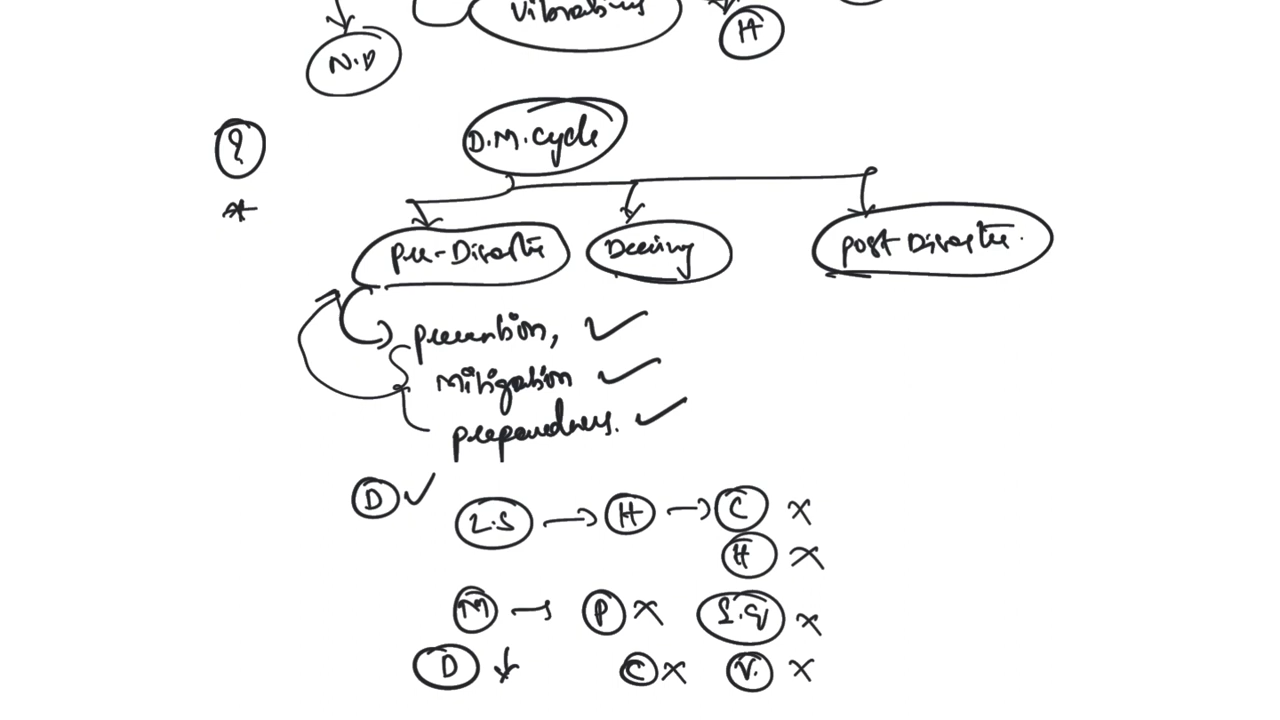 Vibrations
N.D
H
D.M. cycle
Q
*
Pre-Disaster
During
post Disaster.
prevention,
Mitigation
preparedness.
D
L.S
H
C
H
M
P
C
V.
D